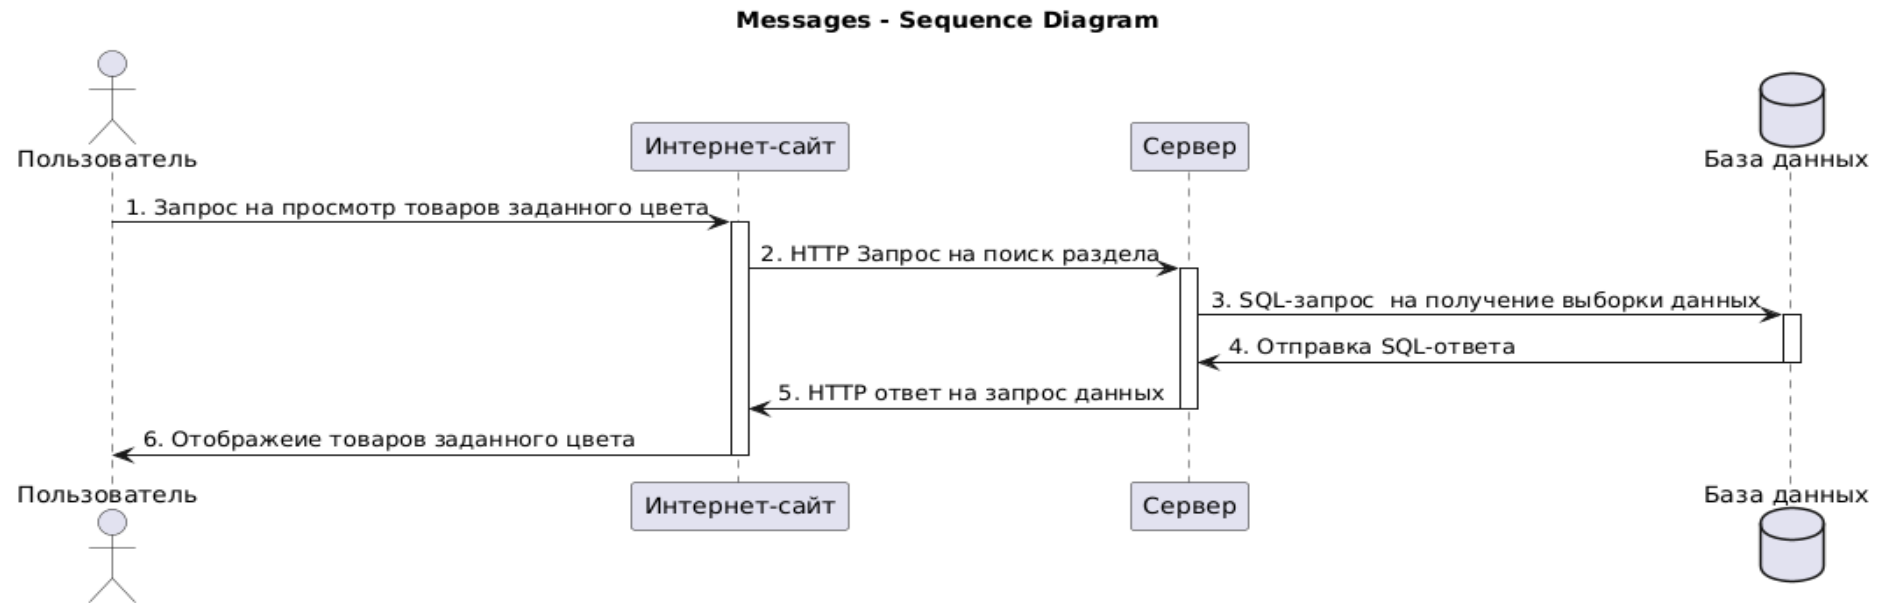 Messages - Sequence Diagram
Пользователь
Интернет-сайт
Сервер
База данных
1. Запрос на просмотр товаров заданного цвета
2. HTTP Запрос на поиск раздела
3. SQL-запрос  на получение выборки данных
4. Отправка SQL-ответа
5. HTTP ответ на запрос данных
6. Отображеие товаров заданного цвета
Пользователь
Интернет-сайт
Сервер
База данных